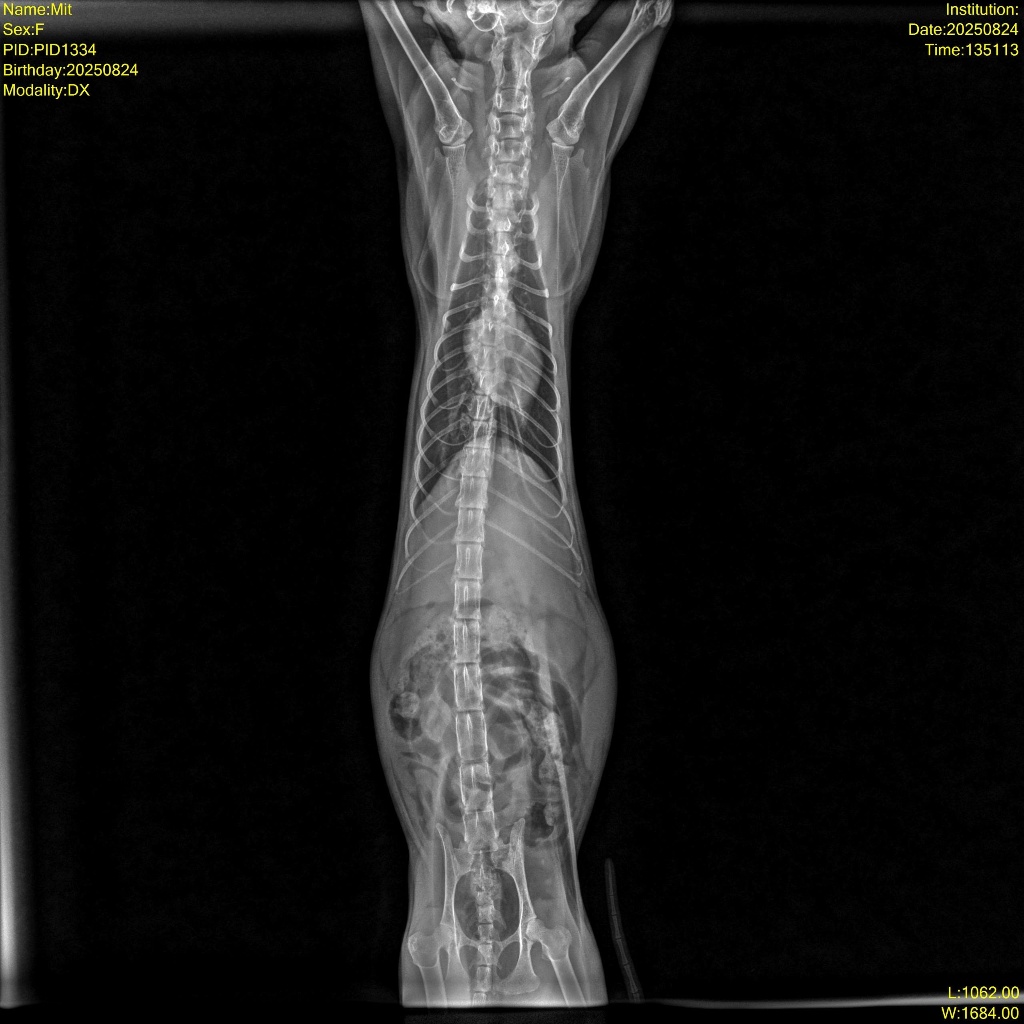 Name:Mit
Sex:F
PID:PID1334
Birthday:20250824
Modality:DX
Institution:
Date:20250824
Time:135113
L:1062.00
W:1684.00